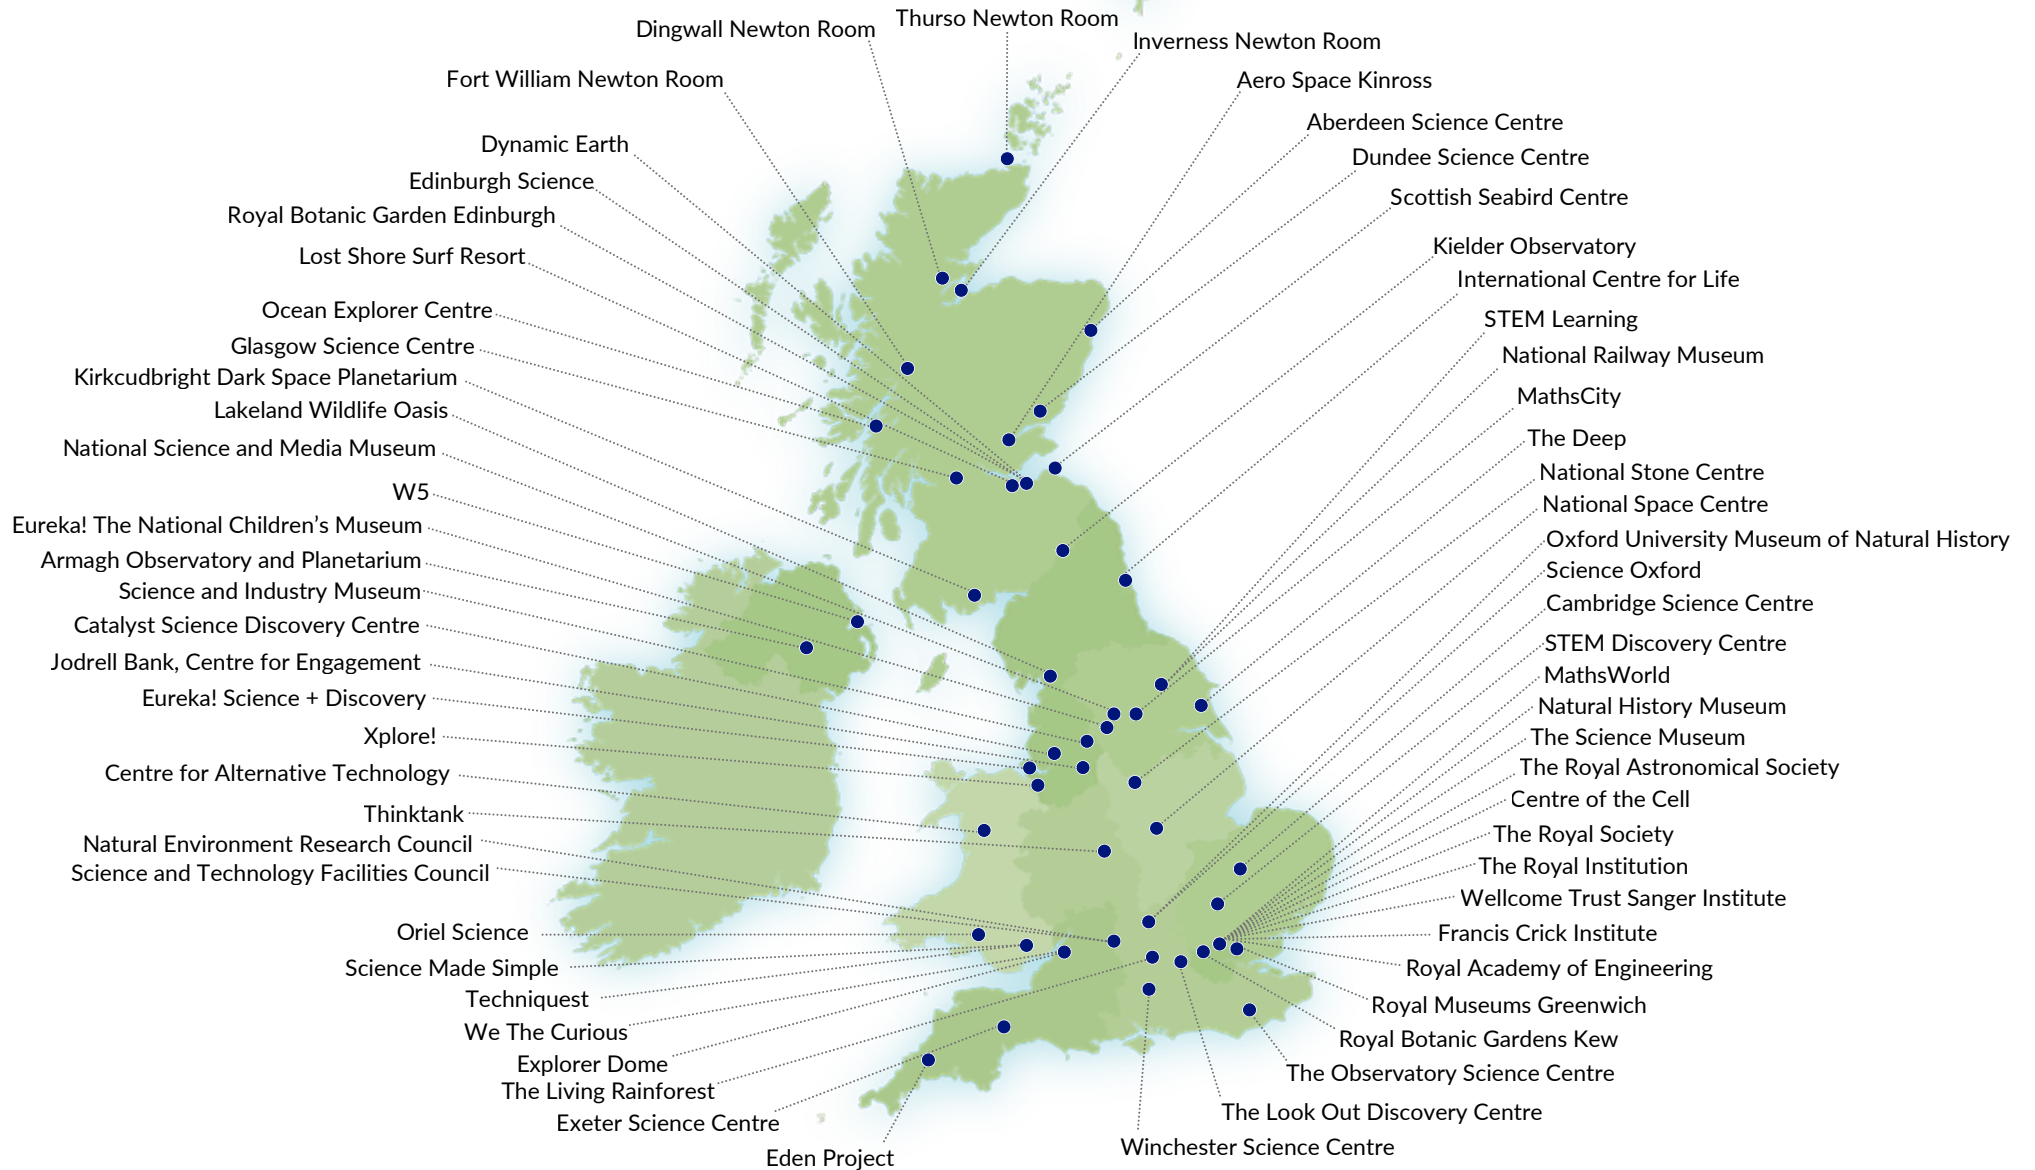 Thurso Newton Room
Dingwall Newton Room
Inverness Newton Room
Fort William Newton Room
Aero Space Kinross
Aberdeen Science Centre
Dynamic Earth
Dundee Science Centre
Edinburgh Science
Scottish Seabird Centre
Royal Botanic Garden Edinburgh
Kielder Observatory
Lost Shore Surf Resort
International Centre for Life
Ocean Explorer Centre
STEM Learning
Glasgow Science Centre
National Railway Museum
Kirkcudbright Dark Space Planetarium
MathsCity
Lakeland Wildlife Oasis
The Deep
National Science and Media Museum
National Stone Centre
W5
National Space Centre
Eureka! The National Children’s Museum
Oxford University Museum of Natural History
Armagh Observatory and Planetarium
Science Oxford
Science and Industry Museum
Cambridge Science Centre
Catalyst Science Discovery Centre
STEM Discovery Centre
Jodrell Bank, Centre for Engagement
MathsWorld
Eureka! Science + Discovery
Natural History Museum
Xplore!
The Science Museum
Centre for Alternative Technology
The Royal Astronomical Society
Centre of the Cell
Thinktank
The Royal Society
Natural Environment Research Council
The Royal Institution
Science and Technology Facilities Council
Wellcome Trust Sanger Institute
Oriel Science
Francis Crick Institute
Science Made Simple
Royal Academy of Engineering
Techniquest
Royal Museums Greenwich
We The Curious
Royal Botanic Gardens Kew
Explorer Dome
The Observatory Science Centre
The Living Rainforest
The Look Out Discovery Centre
Exeter Science Centre
Winchester Science Centre
Eden Project